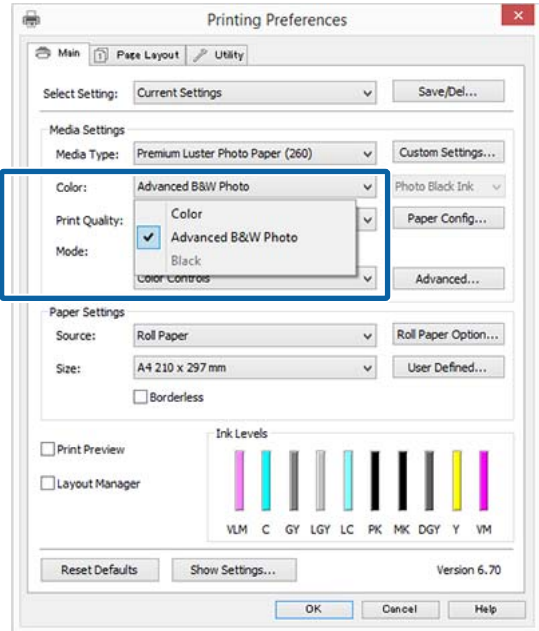 Printing Preferences
Main Page Layout Utility
Select Setting: Current Settings Save/Del...
Media Settings
Media Type: Premium Luster Photo Paper (260) Custom Settings...
Color: Advanced B&W Photo Photo Black Ink
Color
Print Quality: Paper Config...
Advanced B&W Photo
Mode:
Black
Color Controls Advanced...
Paper Settings
Source: Roll Paper Roll Paper Option...
Size: A4 210 x 297 mm User Defined...
Borderless
Ink Levels
Print Preview
Layout Manager
VLM C GY LGY LC PK MK DGY Y VM
Reset Defaults Show Settings... Version 6.70
OK Cancel Help